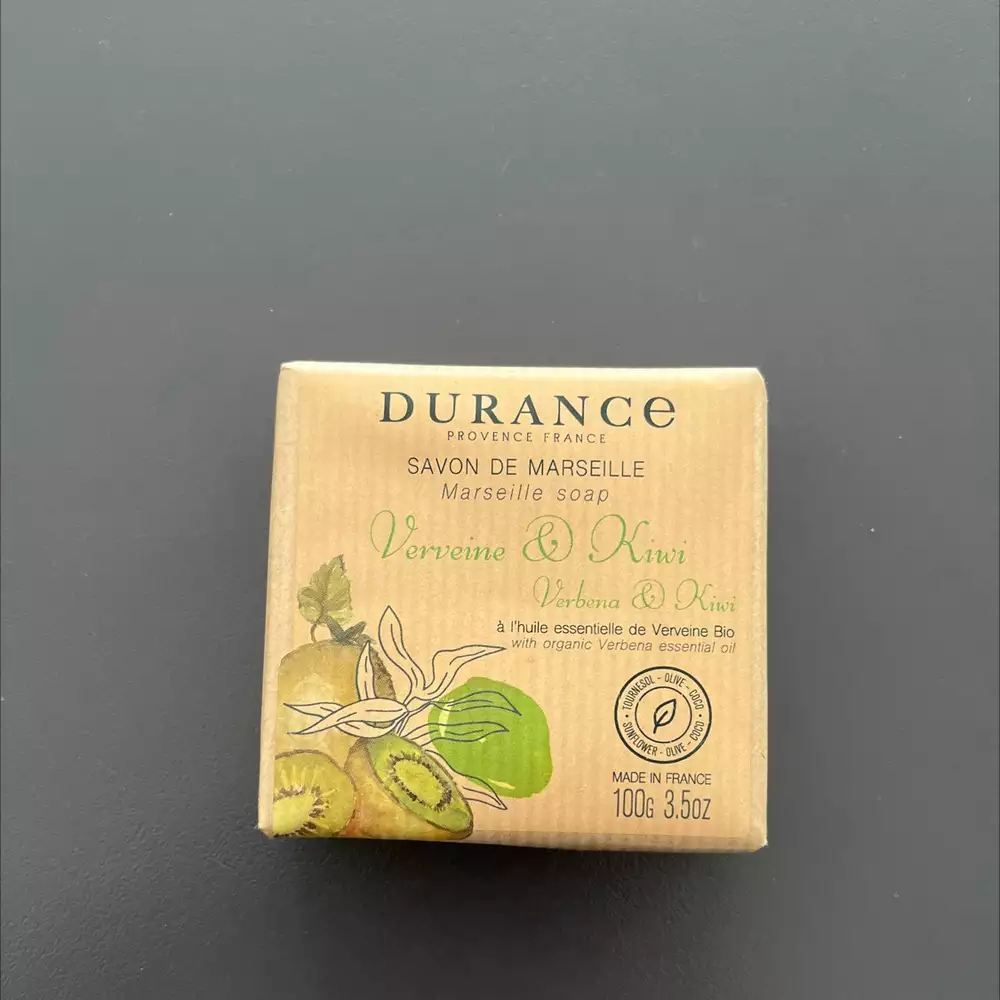 DURANCe
PROVENCE FRANCE
SAVON DE MARSEILLE
Marseille soap
Verveine & Kiwi
Verbena & Kiwi
à l'huile essentielle de Verveine Bio
with organic Verbena essential oil
TOURNESOL - OLIVE - COCO
SUNFLOWER - OLIVE - COCO
MADE IN FRANCE
100G 3.5OZ